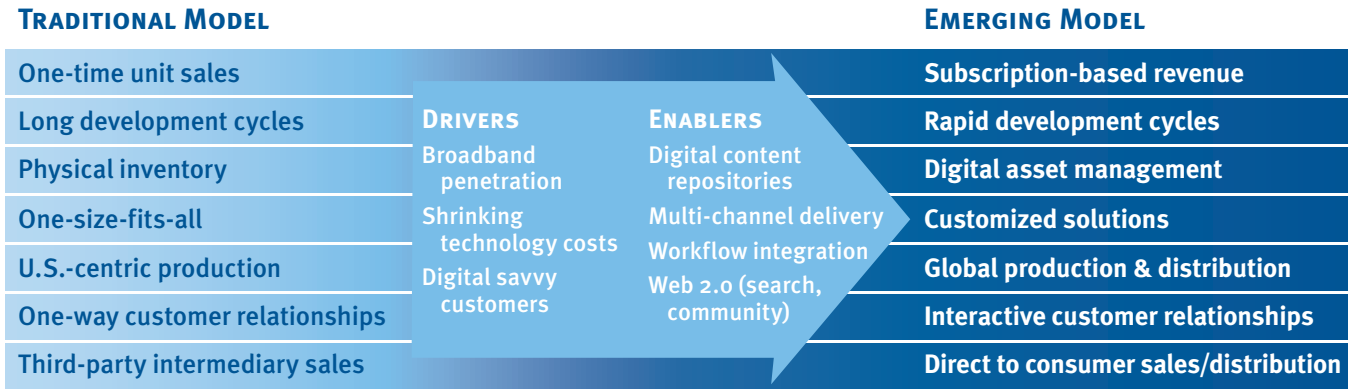 TRADITIONAL MODEL
EMERGING MODEL
One-time unit sales
Long development cycles
Physical inventory
One-size-fits-all
U.S.-centric production
One-way customer relationships
Third-party intermediary sales
DRIVERS
Broadband
penetration
Shrinking
technology costs
Digital savvy
customers
ENABLERS
Digital content
repositories
Multi-channel delivery
Workflow integration
Web 2.0 (search,
community)
Subscription-based revenue
Rapid development cycles
Digital asset management
Customized solutions
Global production & distribution
Interactive customer relationships
Direct to consumer sales/distribution